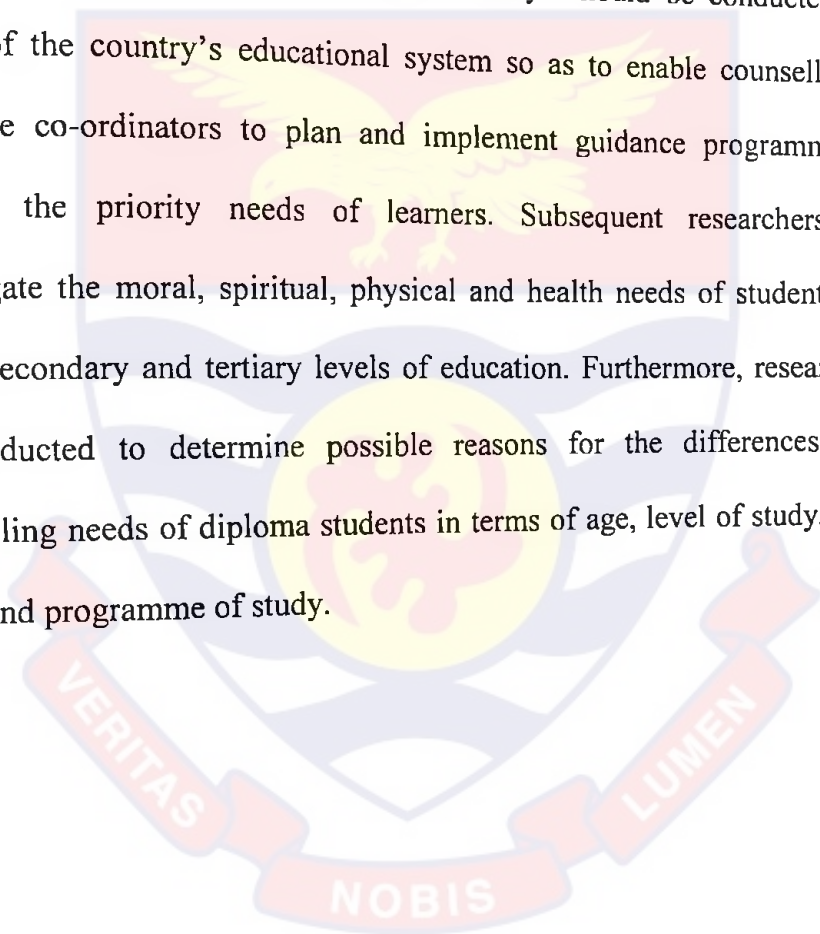 of the country's educational system so as to enable counsell
e co-ordinators to plan and implement guidance programm
the priority needs of learners. Subsequent researchers
gate the moral, spiritual, physical and health needs of student
econdary and tertiary levels of education. Furthermore, resear
ducted to determine possible reasons for the differences
ling needs of diploma students in terms of age, level of study,
nd programme of study.
VERITAS
NOBIS
LUMEN